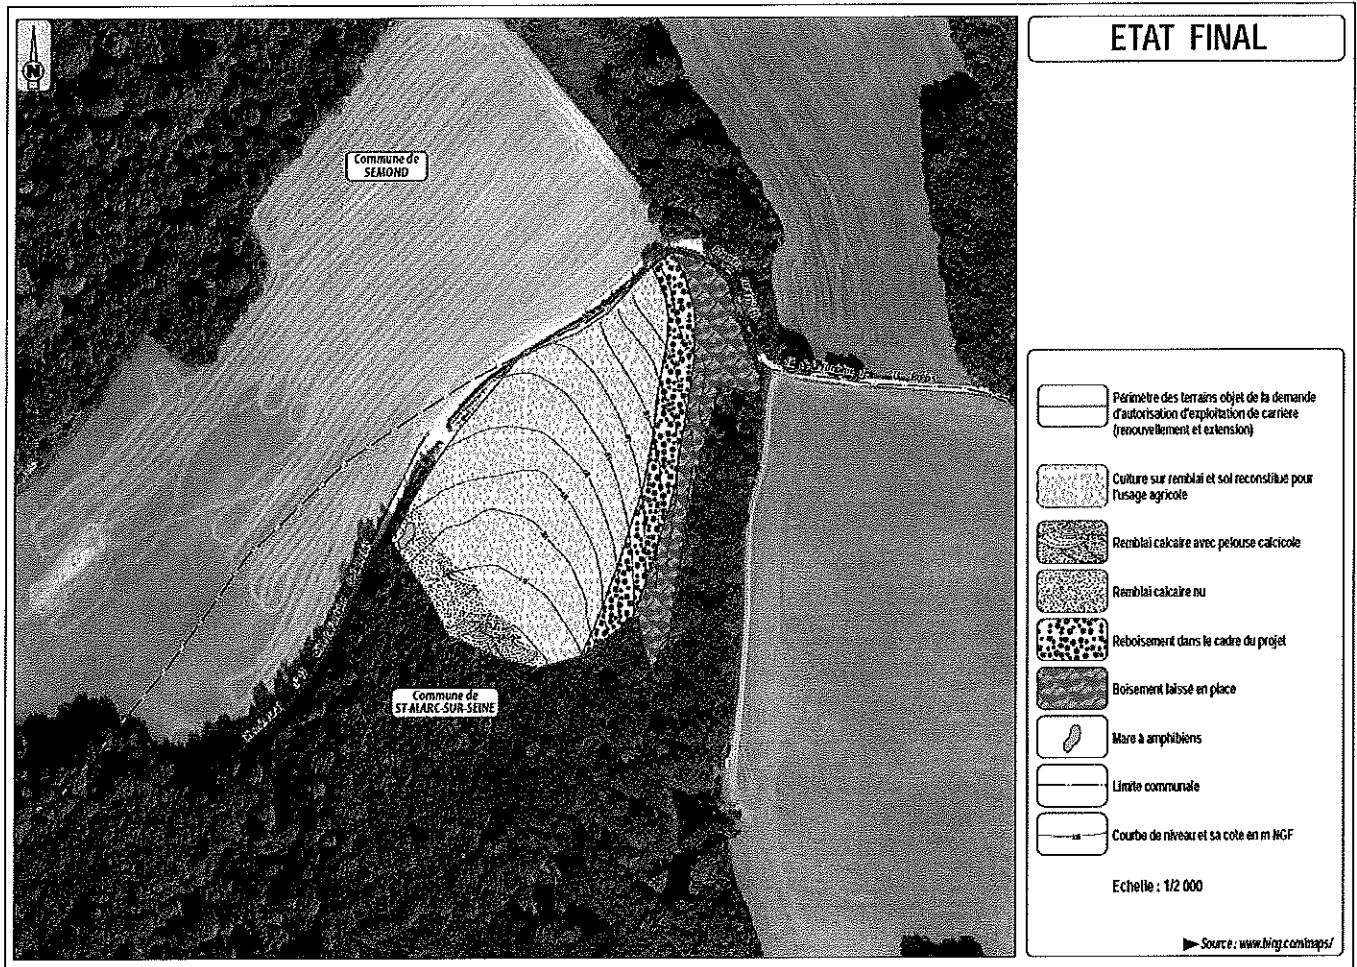 ETAT FINAL
N
Commune de
SEMOND
Commune de
ST-MARC-SUR-SEINE
Périmètre des terrains objet de la demande
d'autorisation d'exploitation de carrière
(renouvellement et extension)
Culture sur remblai et sol reconstitué pour
l'usage agricole
Remblai calcaire avec pelouse calcicole
Remblai calcaire nu
Reboisement dans le cadre du projet
Boisement laissé en place
Mare à amphibiens
Limite communale
Courbe de niveau et sa cote en m NGF
Echelle : 1/2 000
Source : www.bing.com/maps/